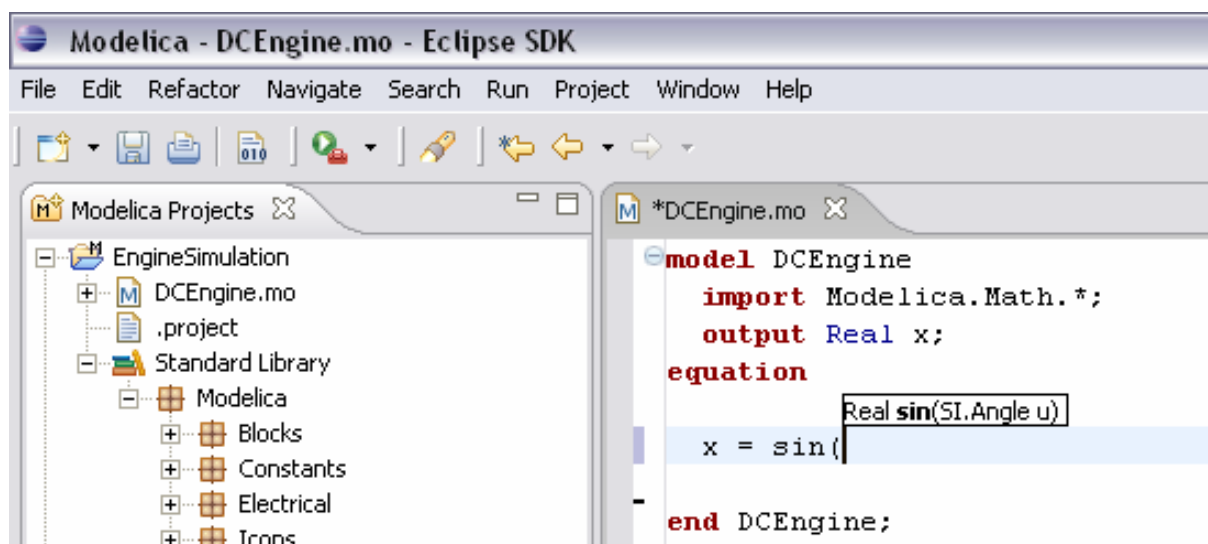 Modelica - DCEngine.mo - Eclipse SDK
File Edit Refactor Navigate Search Run Project Window Help
010
Modelica Projects
EngineSimulation
DCEngine.mo
.project
Standard Library
Modelica
Blocks
Constants
Electrical
Icons
*DCEngine.mo
model DCEngine
import Modelica.Math.*;
output Real x;
equation
Real sin(SI.Angle u)
x = sin(
end DCEngine;